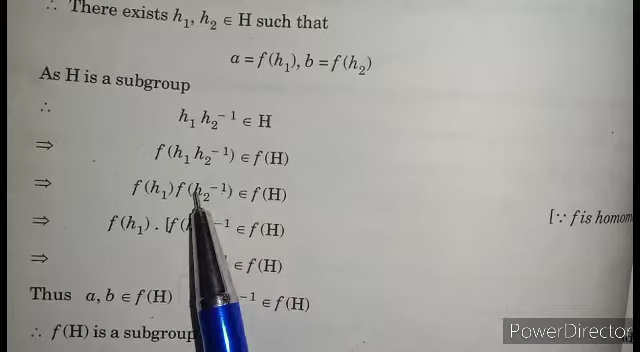 ∴ There exists h₁, h₂ ∈ H such that
a = f(h₁), b = f(h₂)
As H is a subgroup
∴ h₁ h₂⁻¹ ∈ H
⇒ f(h₁ h₂⁻¹) ∈ f(H)
⇒ f(h₁)f(h₂⁻¹) ∈ f(H)
⇒ f(h₁) . [f( ⁻¹ ∈ f(H) [∵ f is homom
⇒ ∈ f(H)
Thus a, b ∈ f(H) ⁻¹ ∈ f(H)
∴ f(H) is a subgroup
PowerDirector